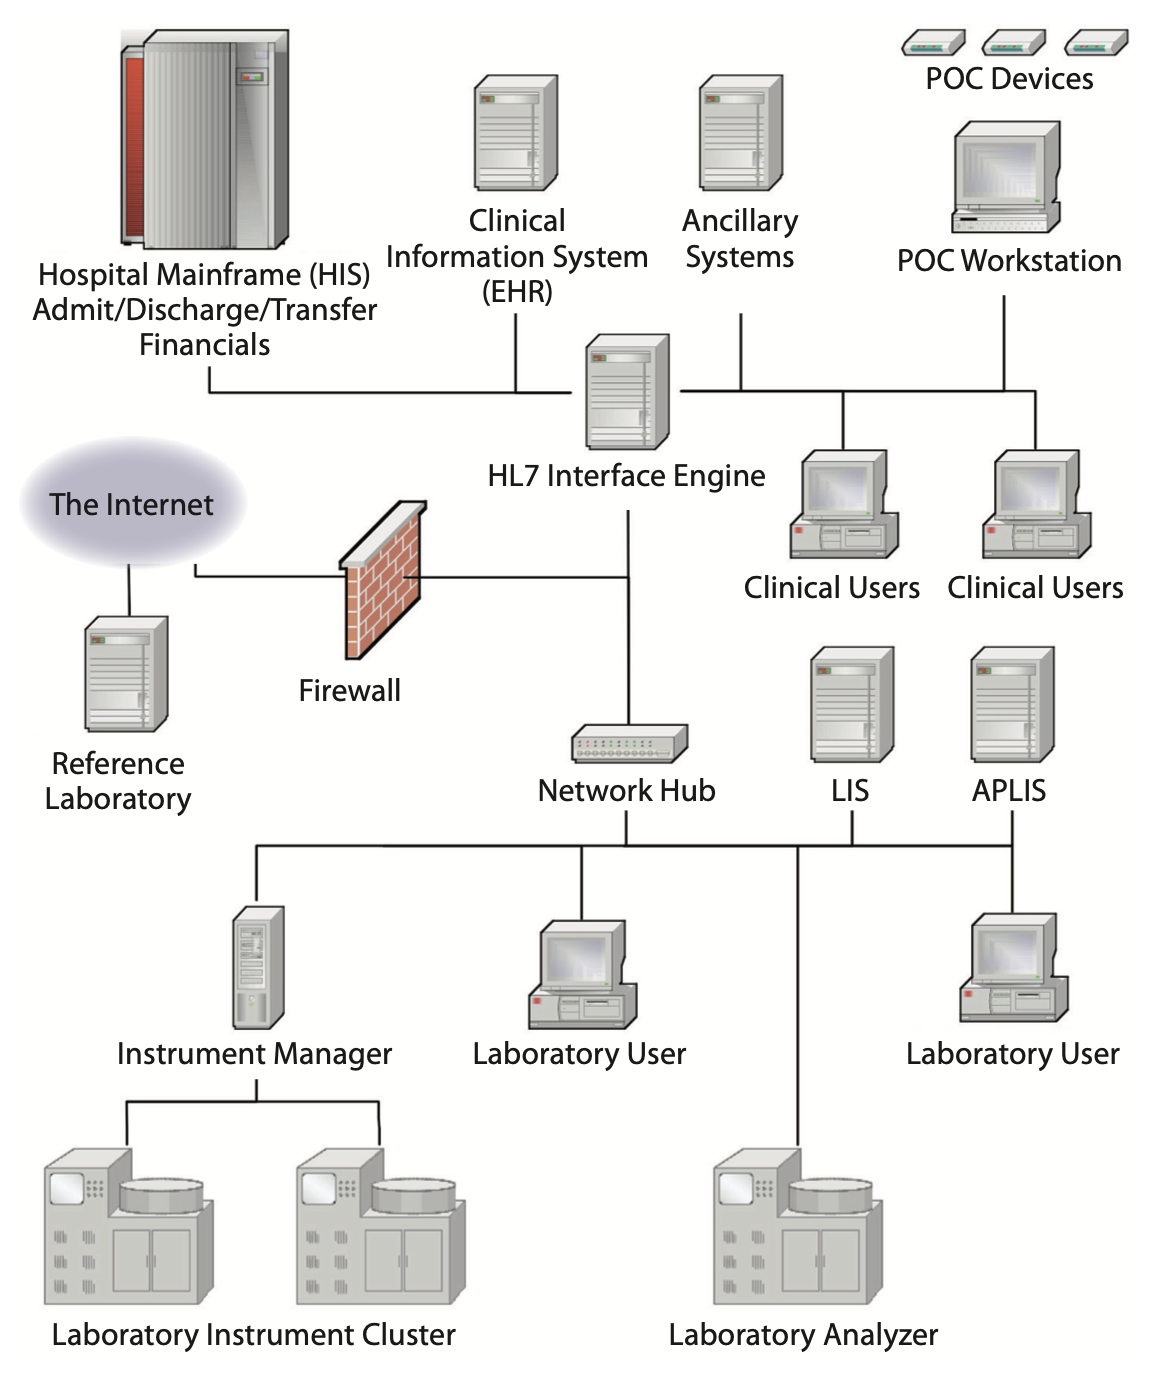 POC Devices
Hospital Mainframe (HIS)
Admit/Discharge/Transfer
Financials
Clinical
Information System
(EHR)
Ancillary
Systems
POC Workstation
HL7 Interface Engine
The Internet
Clinical Users
Clinical Users
Firewall
Reference
Laboratory
Network Hub
LIS
APLIS
Instrument Manager
Laboratory User
Laboratory User
Laboratory Instrument Cluster
Laboratory Analyzer